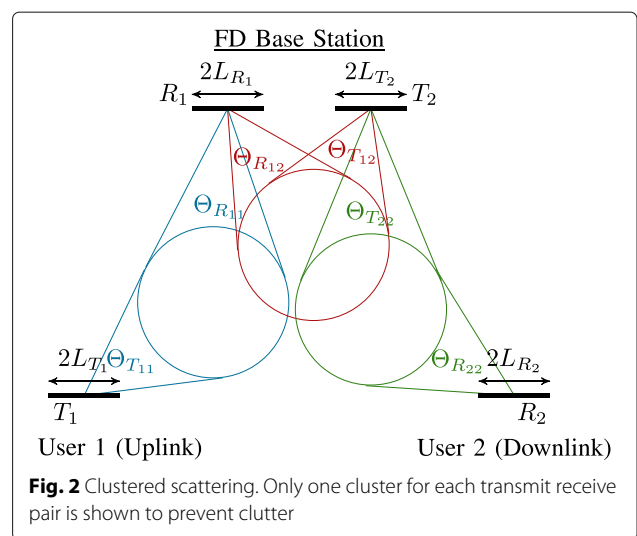 FD Base Station
2L_{R_1} 2L_{T_2}
R_1 T_2
Θ_{R_{12}} Θ_{T_{12}}
Θ_{R_{11}} Θ_{T_{22}}
2L_{T_1} Θ_{T_{11}} Θ_{R_{22}} 2L_{R_2}
T_1 R_2
User 1 (Uplink) User 2 (Downlink)
Fig. 2 Clustered scattering. Only one cluster for each transmit receive
pair is shown to prevent clutter